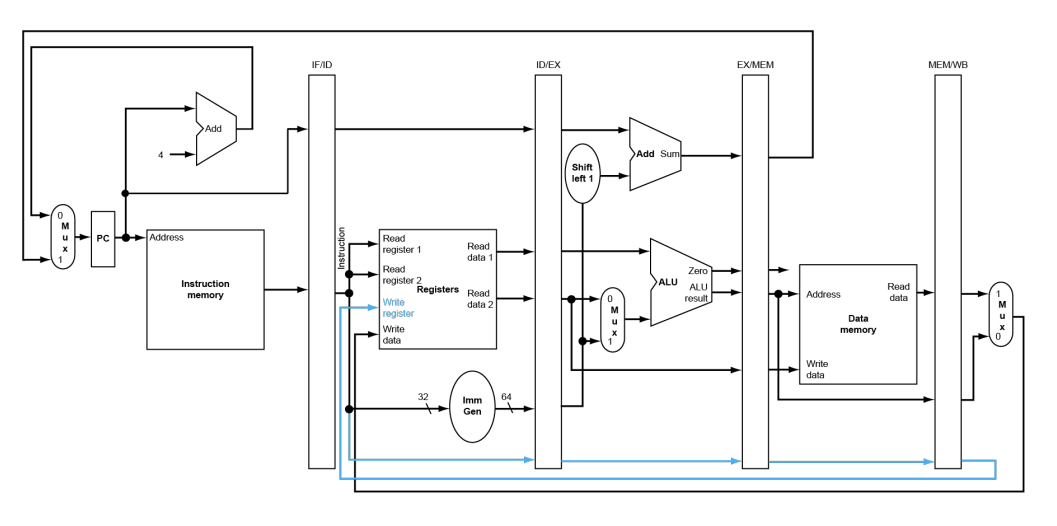 IF/ID
ID/EX
EX/MEM
MEM/WB
Add
4
Shift
left 1
Add Sum
0
M
u
x
1
PC
Address
Instruction
memory
Instruction
Read
register 1
Read
register 2
Registers
Write
register
Write
data
Read
data 1
Read
data 2
0
M
u
x
1
Zero
ALU
ALU
result
Address
Read
data
Data
memory
Write
data
1
M
u
x
0
32
Imm
Gen
64